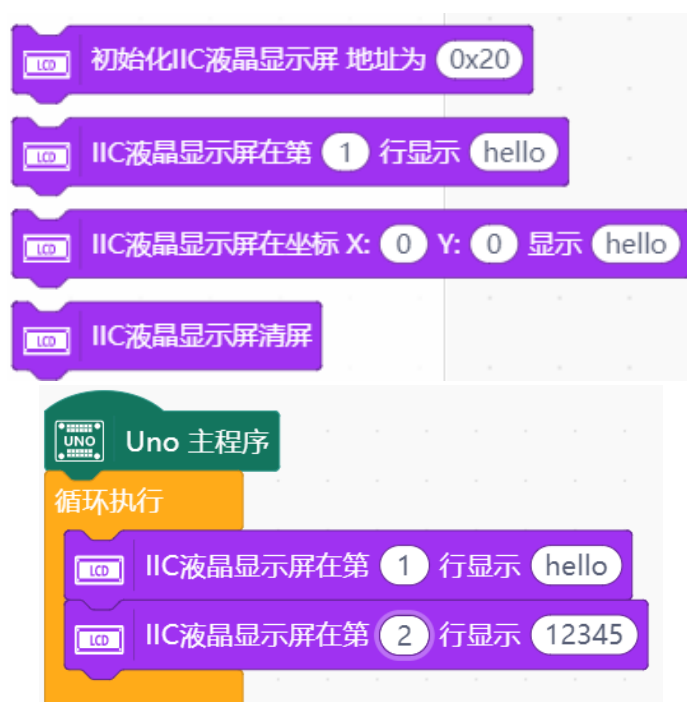 LCD 初始化IIC液晶显示屏 地址为 0x20
LCD IIC液晶显示屏在第 1 行显示 hello
LCD IIC液晶显示屏在坐标 X: 0 Y: 0 显示 hello
LCD IIC液晶显示屏清屏
UNO Uno 主程序
循环执行
LCD IIC液晶显示屏在第 1 行显示 hello
LCD IIC液晶显示屏在第 2 行显示 12345